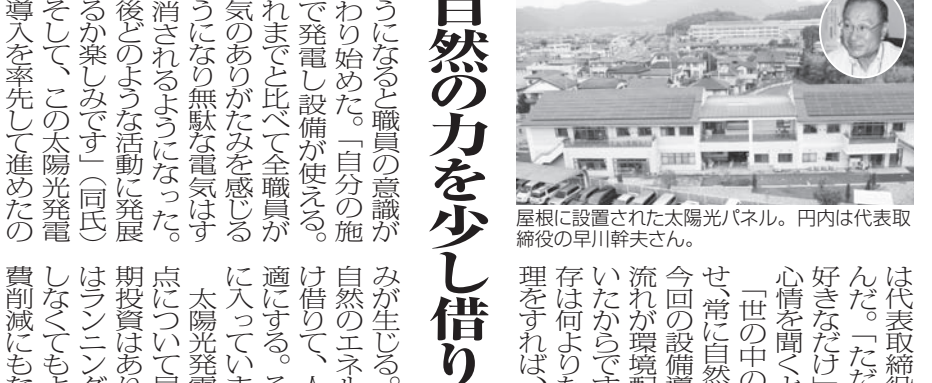 自然の力を少し借り
屋根に設置された太陽光パネル。円内は代表取
締役の早川幹夫さん。
うになると職員の意識が
わり始めた。「自分の施
で発電し設備が使える。
れまでと比べて全職員が
気のありがたみを感じる
うになり無駄な電気はす
消されるようになった。
後どのような活動に発展
るか楽しみです」(同氏)
そして、この太陽光発電
導入を率先して進めたの
は代表取締
んだ。「ただ
好きなだけ」
心情を聞く
「世の中の
せ、常に自然
今回の設備導
流れが環境配
いたからです
存は何より
理をすれば、
みが生じる。
自然のエネル
け借りて、人
適にする。そ
に入っていま
太陽光発電
点について
期投資はあり
はランニング
しなくてもよ
費削減にも